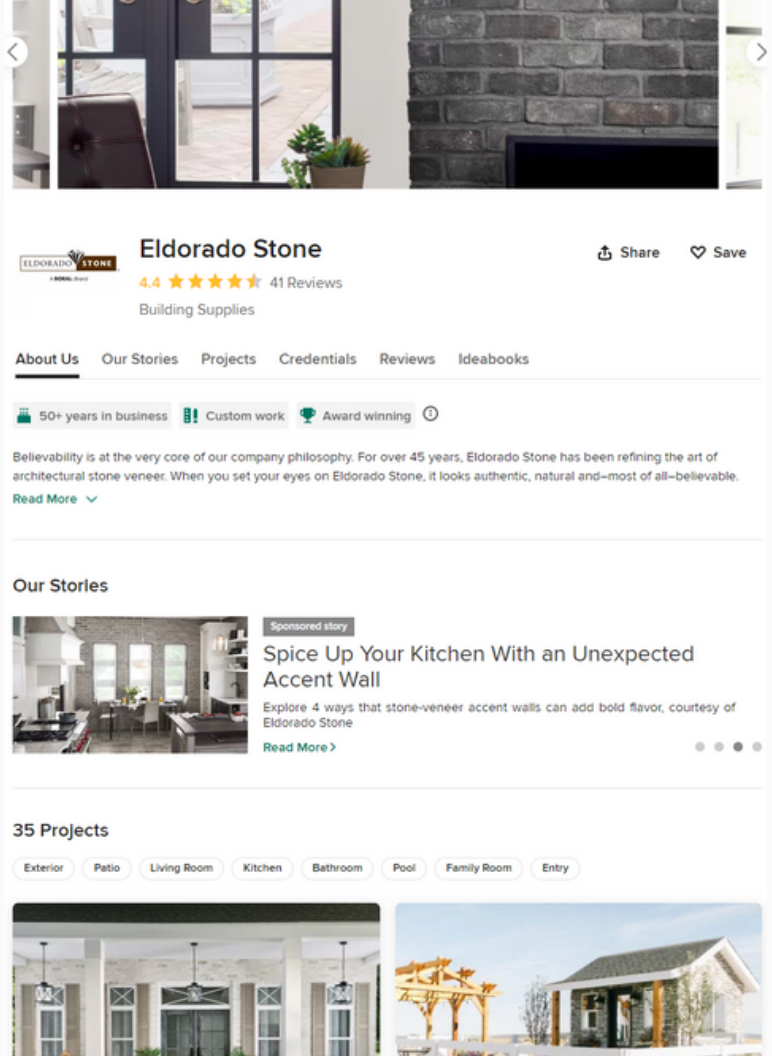 ELDORADO STONE
A BORAL Brand
Eldorado Stone
4.4 41 Reviews
Building Supplies
Share
Save
About Us Our Stories Projects Credentials Reviews Ideabooks
50+ years in business Custom work Award winning
Believability is at the very core of our company philosophy. For over 45 years, Eldorado Stone has been refining the art of
architectural stone veneer. When you set your eyes on Eldorado Stone, it looks authentic, natural and–most of all–believable.
Read More
Our Stories
Sponsored story
Spice Up Your Kitchen With an Unexpected
Accent Wall
Explore 4 ways that stone-veneer accent walls can add bold flavor, courtesy of
Eldorado Stone
Read More
35 Projects
Exterior Patio Living Room Kitchen Bathroom Pool Family Room Entry